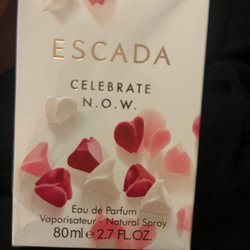 ESCADA
CELEBRATE
N.O.W.
Eau de Parfum
Vaporisateur - Natural Spray
80ml e 2.7 FL.OZ.